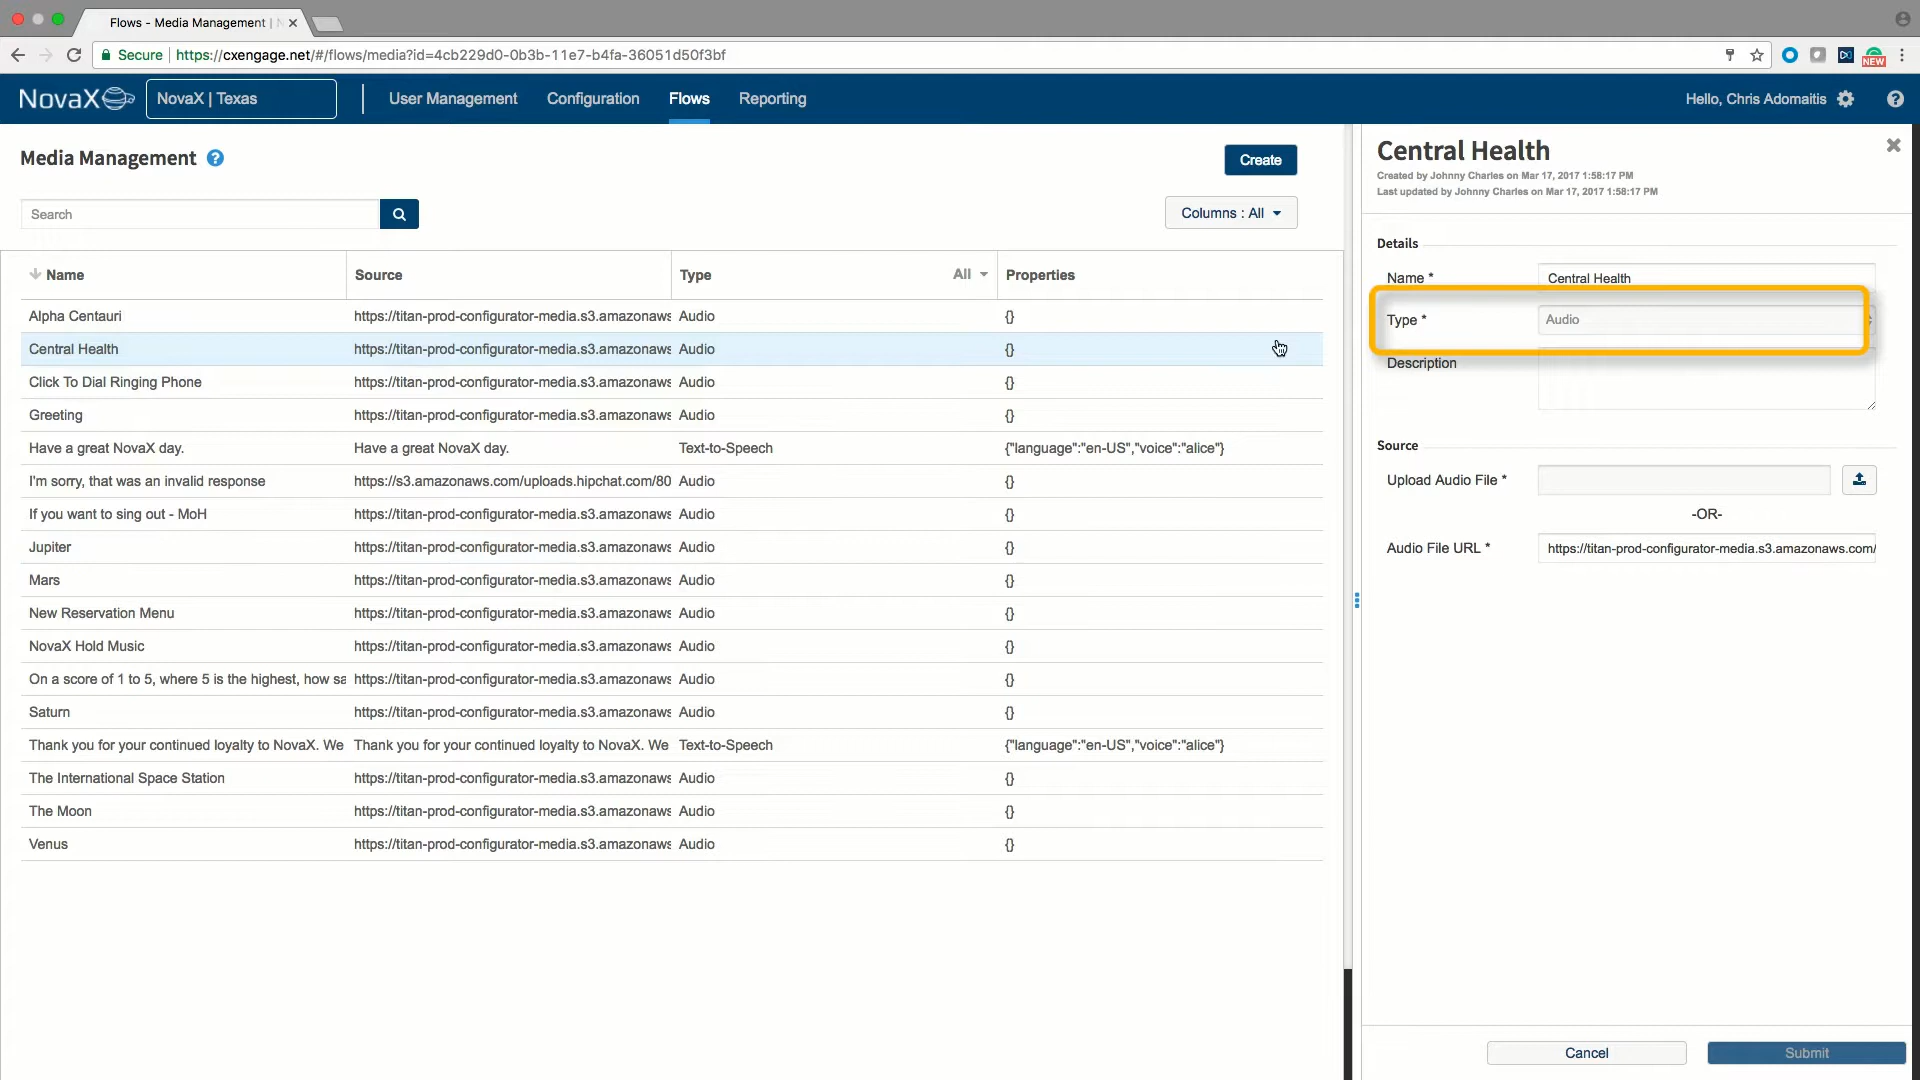 Flows - Media Management |
Secure
https://cxengage.net/#/flows/media?id=4cb229d0-0b3b-11e7-b4fa-36051d50f3bf
NEW
NovaX
NovaX | Texas
User Management
Configuration
Flows
Reporting
Hello, Chris Adomaitis
?
Media Management ?
Create
Search
Columns : All
Name Source Type All Properties
Alpha Centauri https://titan-prod-configurator-media.s3.amazonaws Audio {}
Central Health https://titan-prod-configurator-media.s3.amazonaws Audio {}
Click To Dial Ringing Phone https://titan-prod-configurator-media.s3.amazonaws Audio {}
Greeting https://titan-prod-configurator-media.s3.amazonaws Audio {}
Have a great NovaX day. Have a great NovaX day. Text-to-Speech {"language":"en-US","voice":"alice"}
I'm sorry, that was an invalid response https://s3.amazonaws.com/uploads.hipchat.com/80 Audio {}
If you want to sing out - MoH https://titan-prod-configurator-media.s3.amazonaws Audio {}
Jupiter https://titan-prod-configurator-media.s3.amazonaws Audio {}
Mars https://titan-prod-configurator-media.s3.amazonaws Audio {}
New Reservation Menu https://titan-prod-configurator-media.s3.amazonaws Audio {}
NovaX Hold Music https://titan-prod-configurator-media.s3.amazonaws Audio {}
On a score of 1 to 5, where 5 is the highest, how sa https://titan-prod-configurator-media.s3.amazonaws Audio {}
Saturn https://titan-prod-configurator-media.s3.amazonaws Audio {}
Thank you for your continued loyalty to NovaX. We Thank you for your continued loyalty to NovaX. We Text-to-Speech {"language":"en-US","voice":"alice"}
The International Space Station https://titan-prod-configurator-media.s3.amazonaws Audio {}
The Moon https://titan-prod-configurator-media.s3.amazonaws Audio {}
Venus https://titan-prod-configurator-media.s3.amazonaws Audio {}
Central Health
Created by Johnny Charles on Mar 17, 2017 1:58:17 PM
Last updated by Johnny Charles on Mar 17, 2017 1:58:17 PM
Details
Name * Central Health
Type * Audio
Description
Source
Upload Audio File *
-OR-
Audio File URL * https://titan-prod-configurator-media.s3.amazonaws.com/
Cancel
Submit